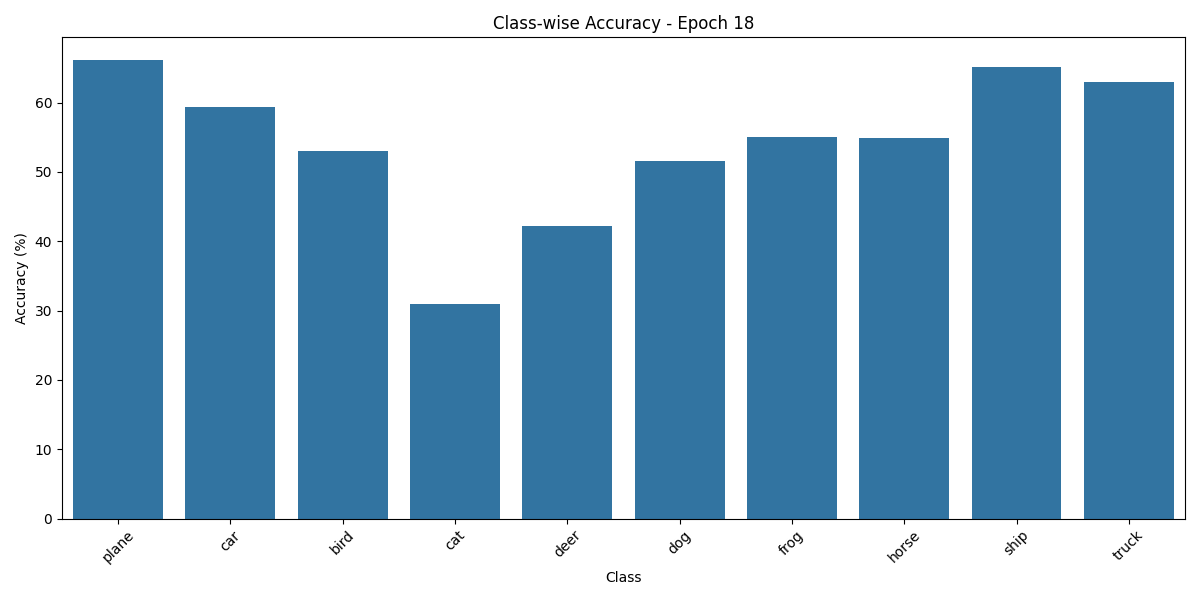 Class-wise Accuracy - Epoch 18
Accuracy (%)
60
50
40
30
20
10
0
plane
car
bird
cat
deer
dog
frog
horse
ship
truck
Class